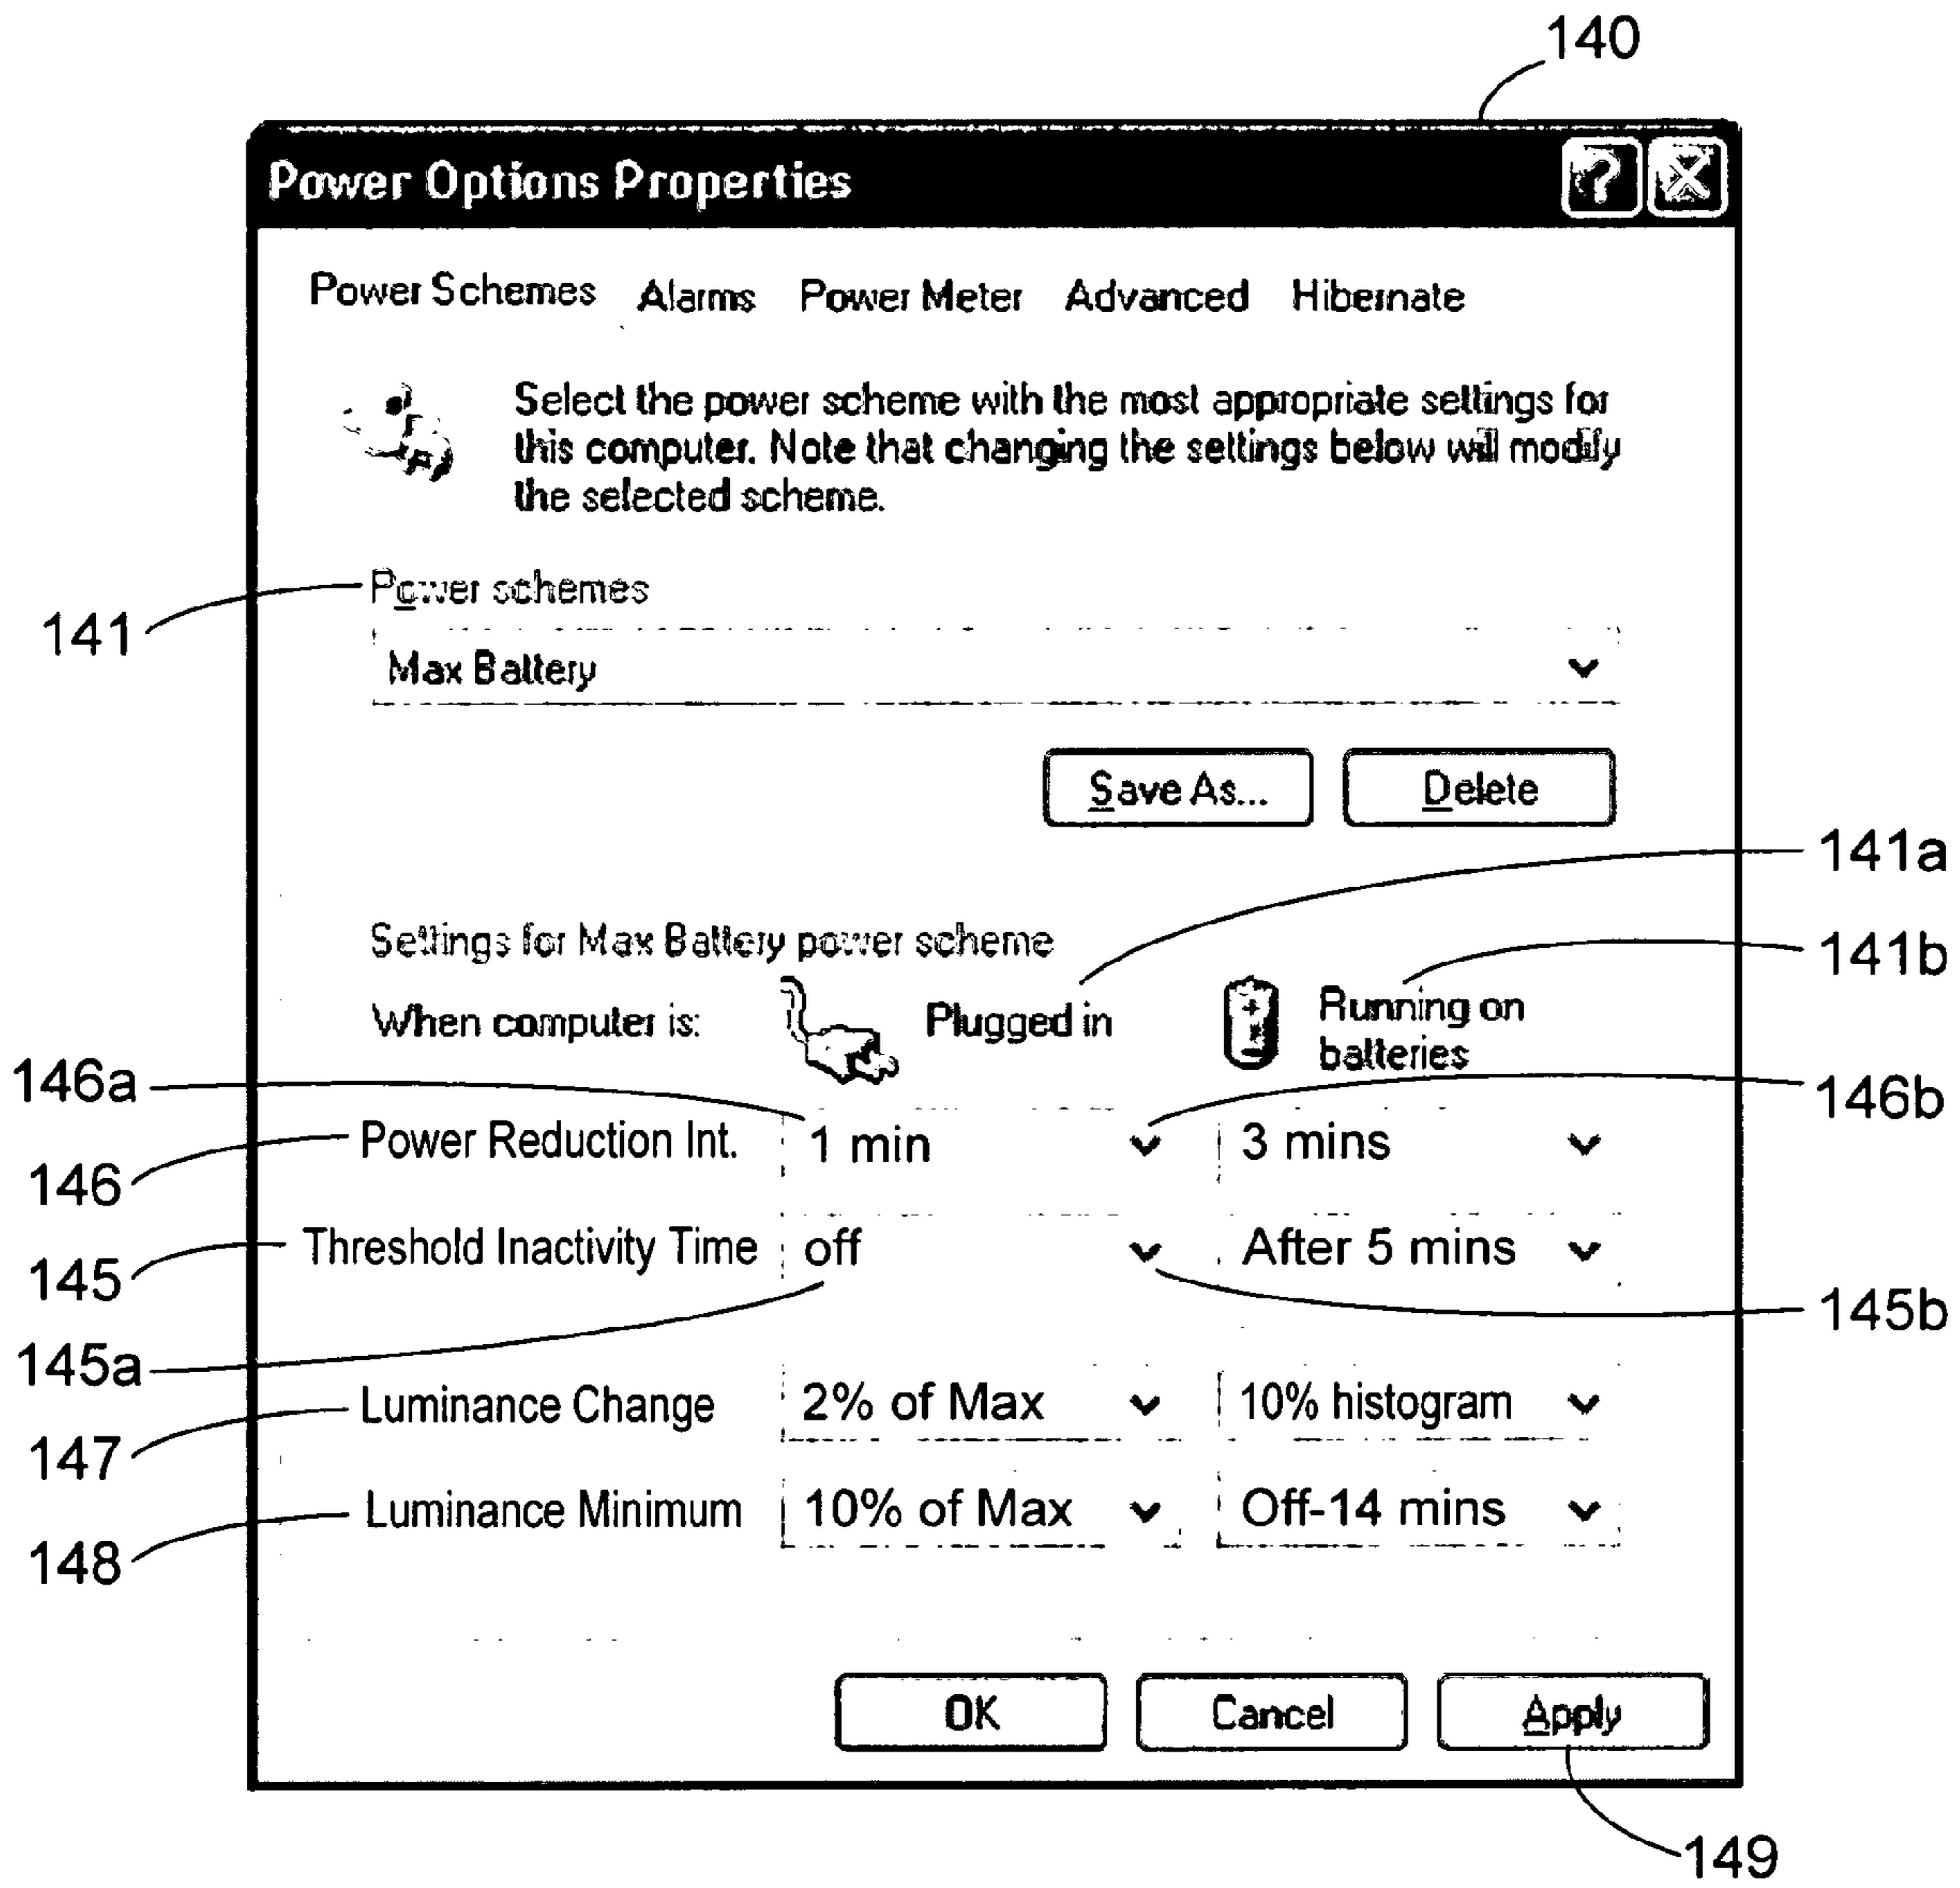 140
Power Options Properties
Power Schemes Alarms Power Meter Advanced Hibernate
Select the power scheme with the most appropriate settings for
this computer. Note that changing the settings below will modify
the selected scheme.
141 Power schemes
Max Battery
Save As... Delete
141a
Settings for Max Battery power scheme
141b
When computer is: Plugged in Running on
batteries
146a
146b
146 Power Reduction Int. 1 min 3 mins
145 Threshold Inactivity Time off After 5 mins
145b
145a
147 Luminance Change 2% of Max 10% histogram
148 Luminance Minimum 10% of Max Off-14 mins
OK Cancel Apply
149